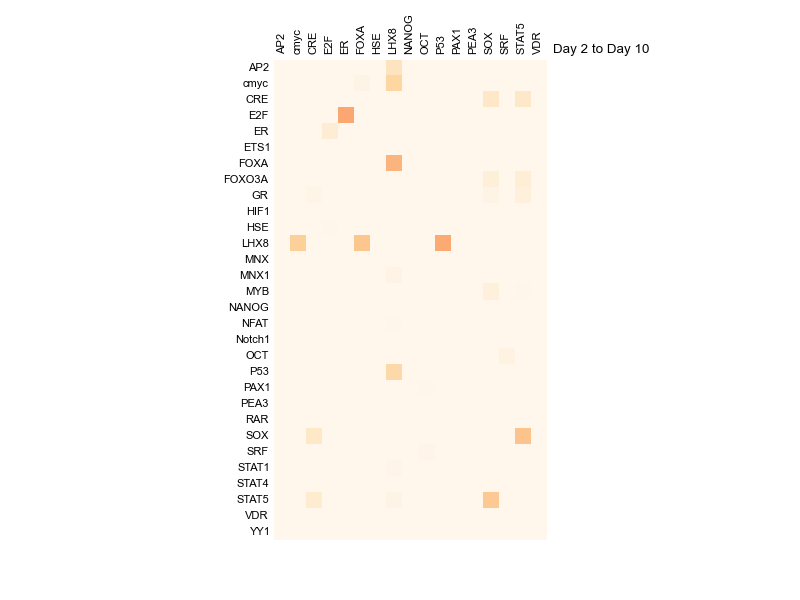 AP2 cmyc CRE E2F ER FOXA HSE LHX8 NANOG OCT P53 PAX1 PEA3 SOX SRF STAT5 VDR Day 2 to Day 10
AP2
cmyc
CRE
E2F
ER
ETS1
FOXA
FOXO3A
GR
HIF1
HSE
LHX8
MNX
MNX1
MYB
NANOG
NFAT
Notch1
OCT
P53
PAX1
PEA3
RAR
SOX
SRF
STAT1
STAT4
STAT5
VDR
YY1